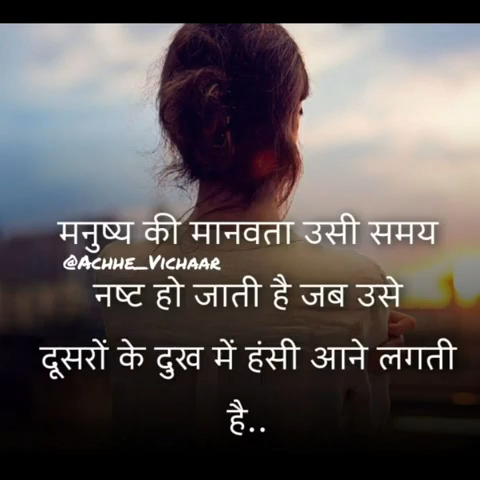 मनुष्य की मानवता उसी समय
@ACHHE_VICHAAR
नष्ट हो जाती है जब उसे
दूसरों के दुख में हंसी आने लगती
है..